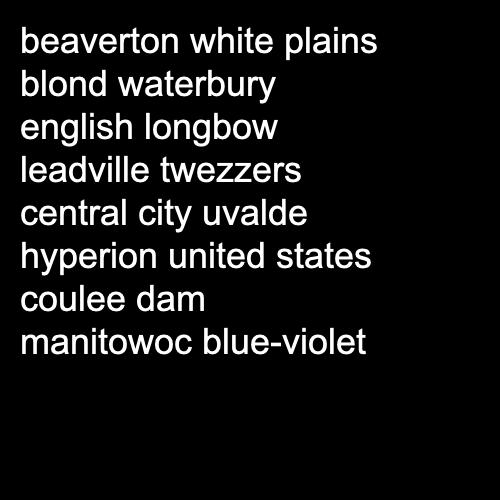 beaverton white plains
blond waterbury
english longbow
leadville twezzers
central city uvalde
hyperion united states
coulee dam
manitowoc blue-violet